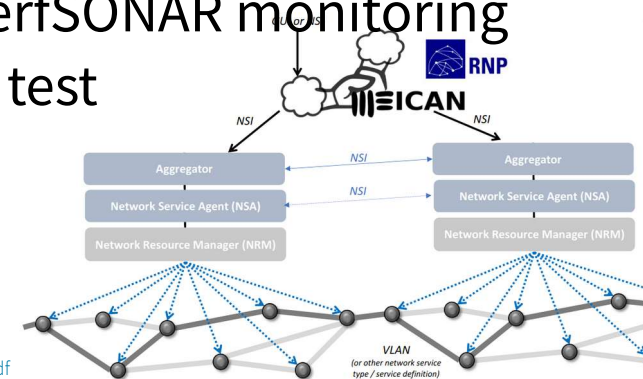 erfSONAR monitoring
test
RNP
MEICAN
NSI
NSI
Aggregator
NSI
Aggregator
Network Service Agent (NSA)
NSI
Network Service Agent (NSA)
Network Resource Manager (NRM)
Network Resource Manager (NRM)
VLAN
(or other network service
type / service definition)
df